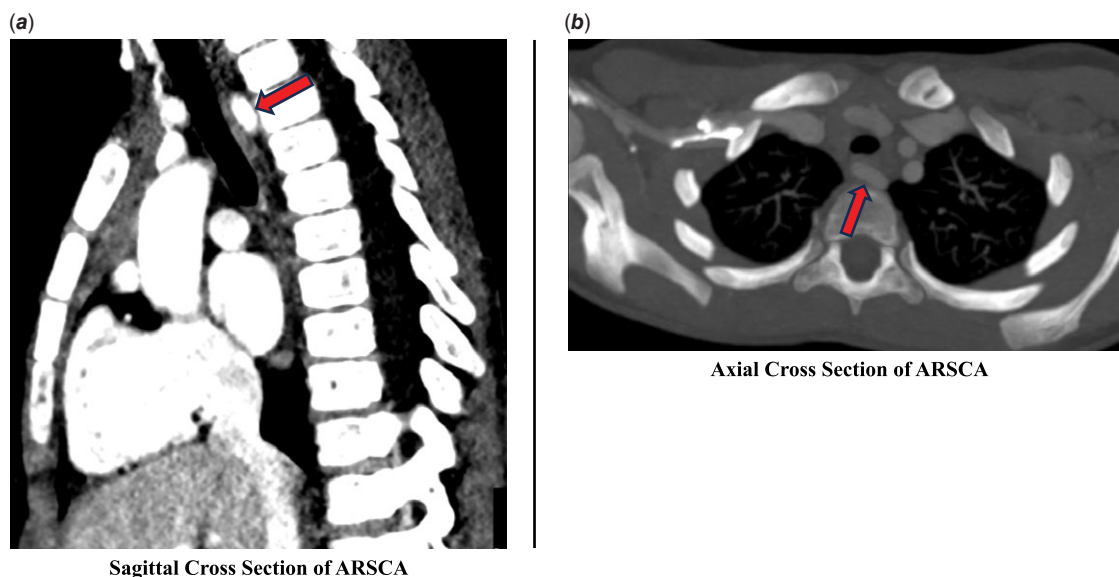 (a)
(b)
Axial Cross Section of ARSCA
Sagittal Cross Section of ARSCA